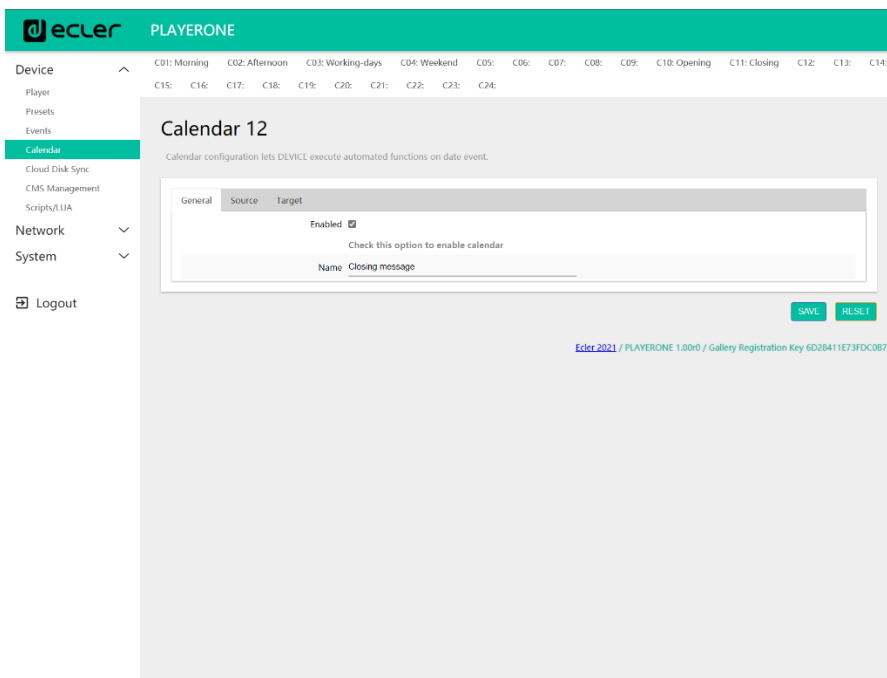 ecler
PLAYERONE
Device
Player
Presets
Events
Calendar
Cloud Disk Sync
CMS Management
Scripts/LUA
Network
System
Logout
C01: Morning C02: Afternoon C03: Working-days C04: Weekend C05: C06: C07: C08: C09: C10: Opening C11: Closing C12: C13: C14:
C15: C16: C17: C18: C19: C20: C21: C22: C23: C24:
Calendar 12
Calendar configuration lets DEVICE execute automated functions on date event.
General Source Target
Enabled
Check this option to enable calendar
Name Closing message
SAVE RESET
Ecler 2021 / PLAYERONE 1.00r0 / Gallery Registration Key 6D28411E73FDC0B7